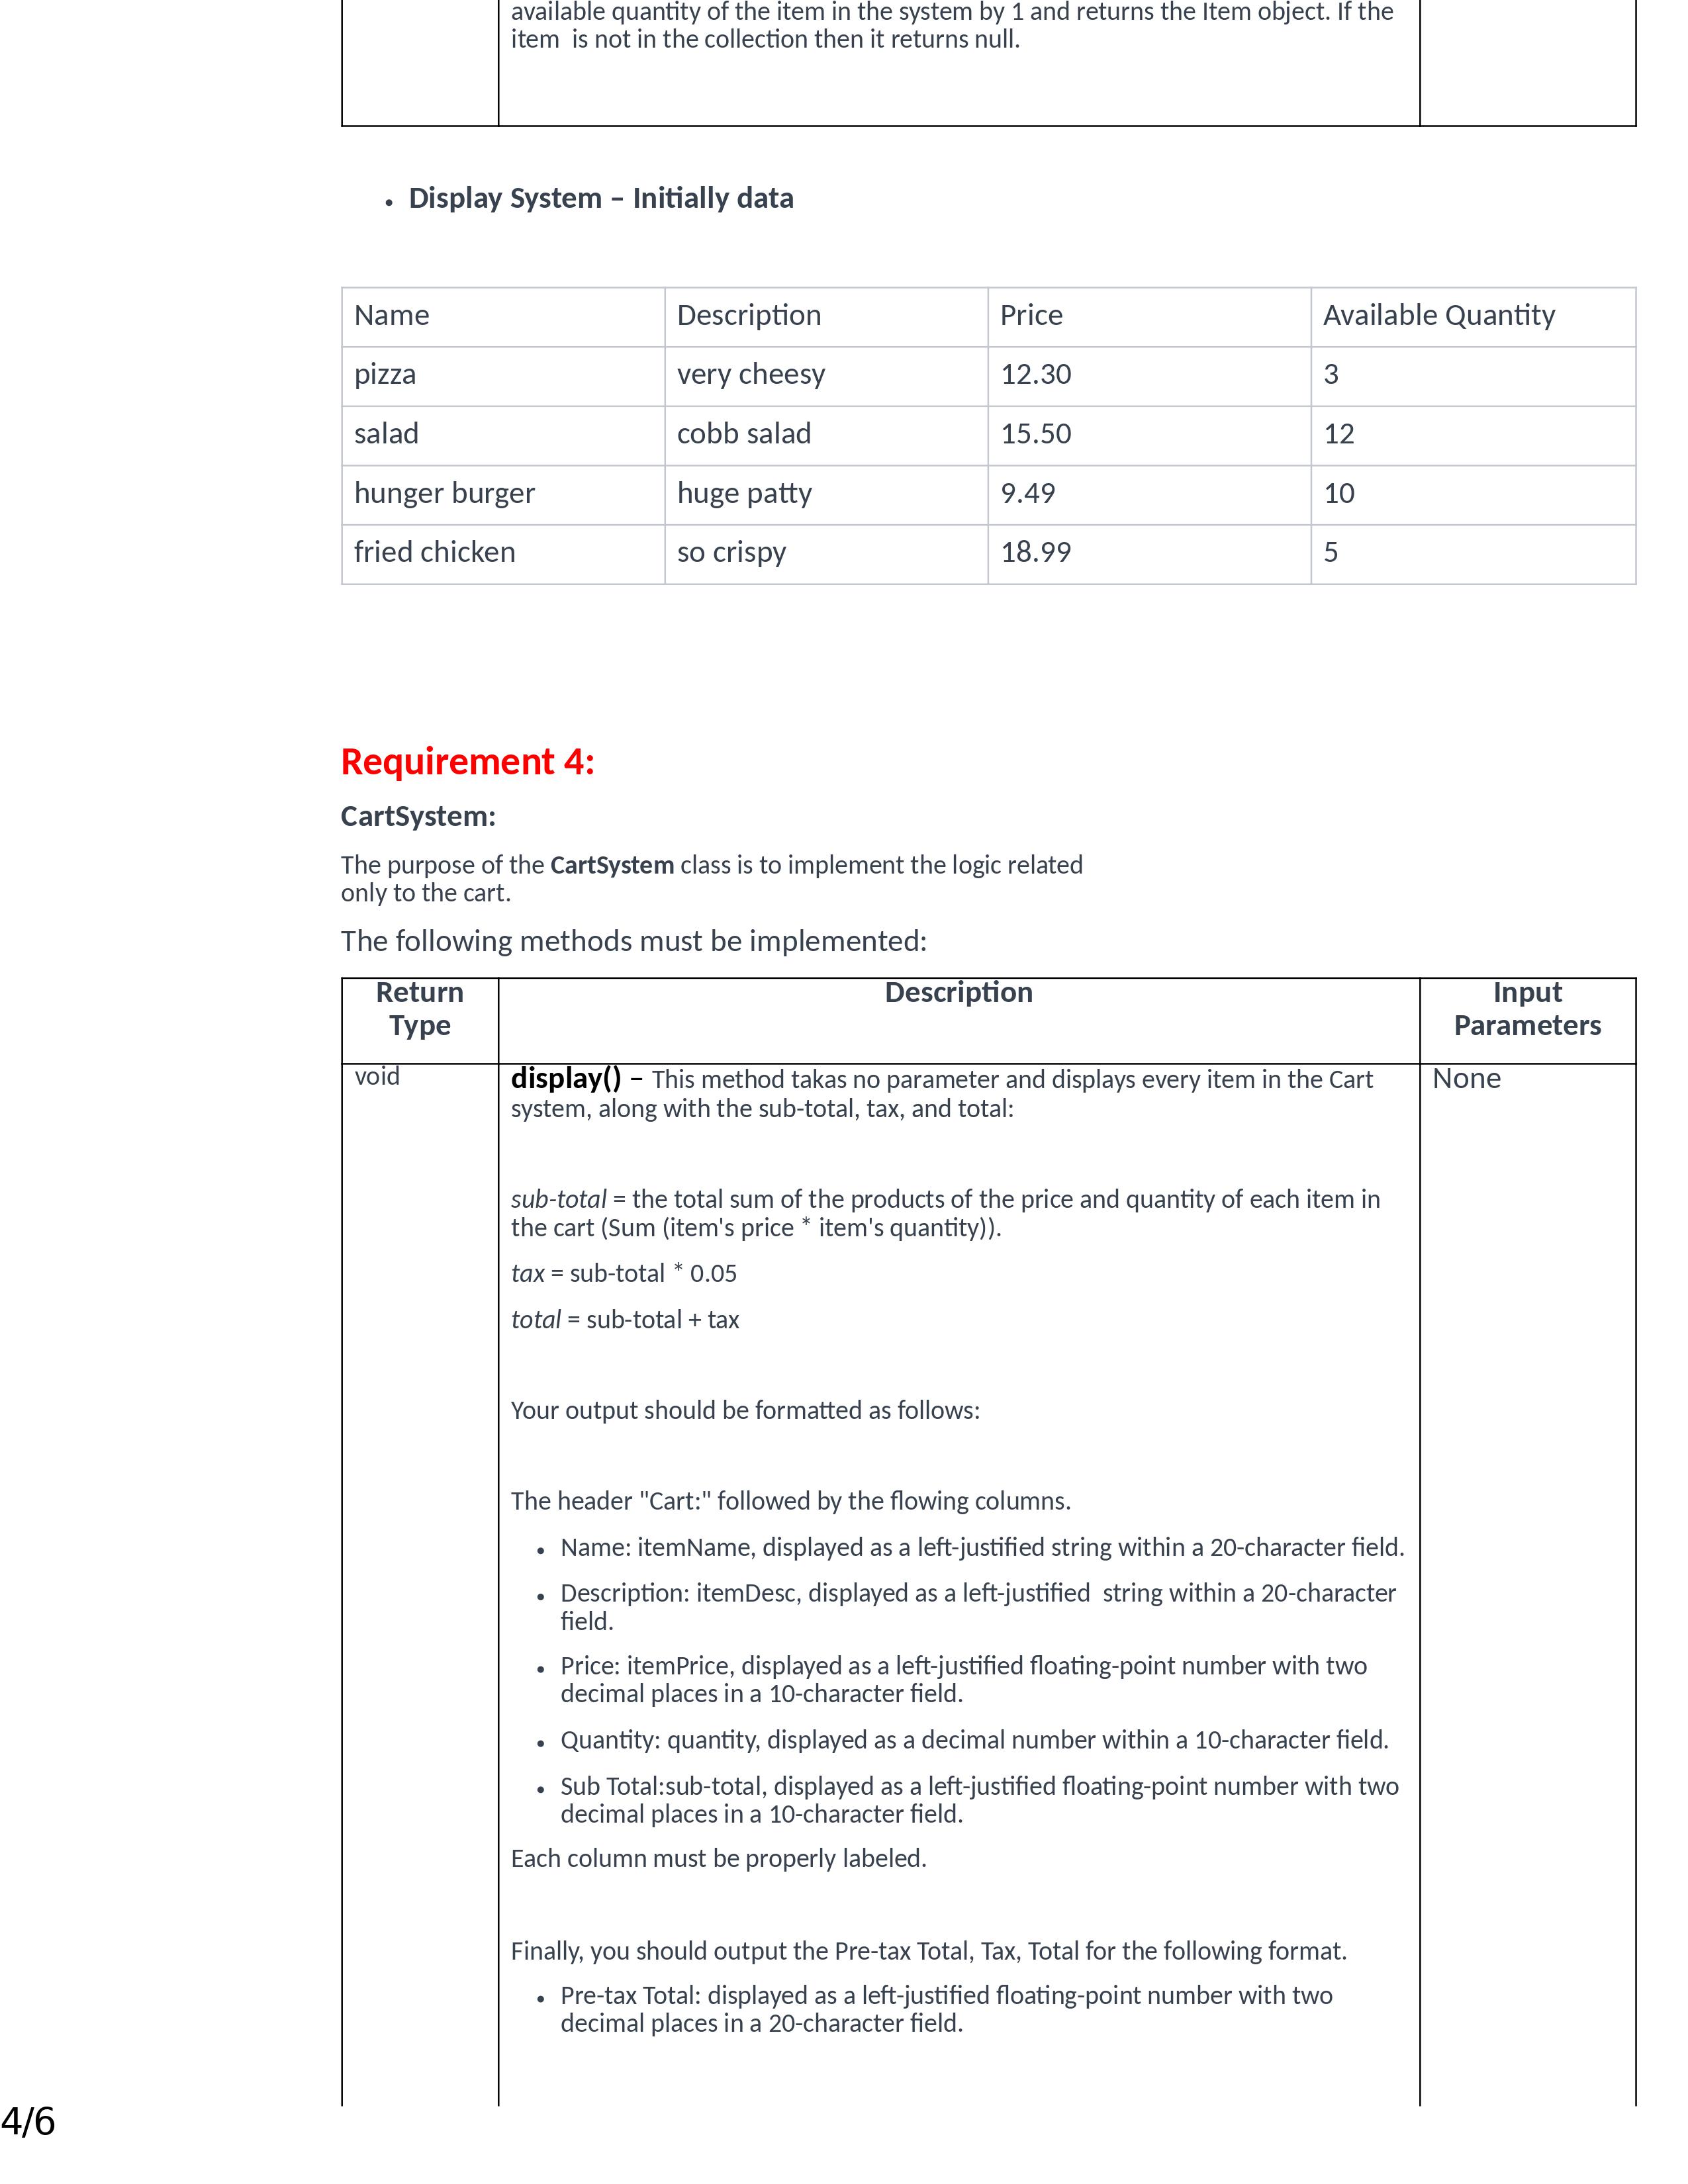 available quantity of the item in the system by 1 and returns the Item object. If the
item  is not in the collection then it returns null.
• Display System – Initially data
Name Description Price Available Quantity
pizza very cheesy 12.30 3
salad cobb salad 15.50 12
hunger burger huge patty 9.49 10
fried chicken so crispy 18.99 5
Requirement 4:
CartSystem:
The purpose of the CartSystem class is to implement the logic related
only to the cart.
The following methods must be implemented:
Return Type Description Input Parameters
void display() – This method takas no parameter and displays every item in the Cart None
system, along with the sub-total, tax, and total:
sub-total = the total sum of the products of the price and quantity of each item in
the cart (Sum (item's price * item's quantity)).
tax = sub-total * 0.05
total = sub-total + tax
Your output should be formatted as follows:
The header "Cart:" followed by the flowing columns.
• Name: itemName, displayed as a left-justified string within a 20-character field.
• Description: itemDesc, displayed as a left-justified  string within a 20-character
field.
• Price: itemPrice, displayed as a left-justified floating-point number with two
decimal places in a 10-character field.
• Quantity: quantity, displayed as a decimal number within a 10-character field.
• Sub Total:sub-total, displayed as a left-justified floating-point number with two
decimal places in a 10-character field.
Each column must be properly labeled.
Finally, you should output the Pre-tax Total, Tax, Total for the following format.
• Pre-tax Total: displayed as a left-justified floating-point number with two
decimal places in a 20-character field.
4/6